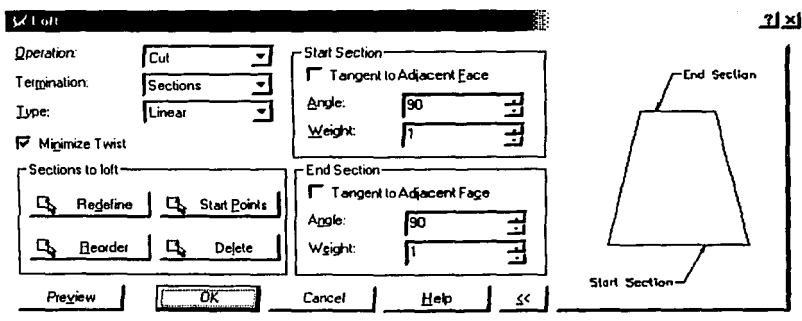 Loft
Operation: Cut
Termination: Sections
Type: Linear
Minimize Twist
Sections to loft
Redefine Start Points
Reorder Delete
Start Section
Tangent to Adjacent Face
Angle: 90
Weight: 1
End Section
Tangent to Adjacent Face
Angle: 90
Weight: 1
Preview OK Cancel Help <<
End Section
Start Section